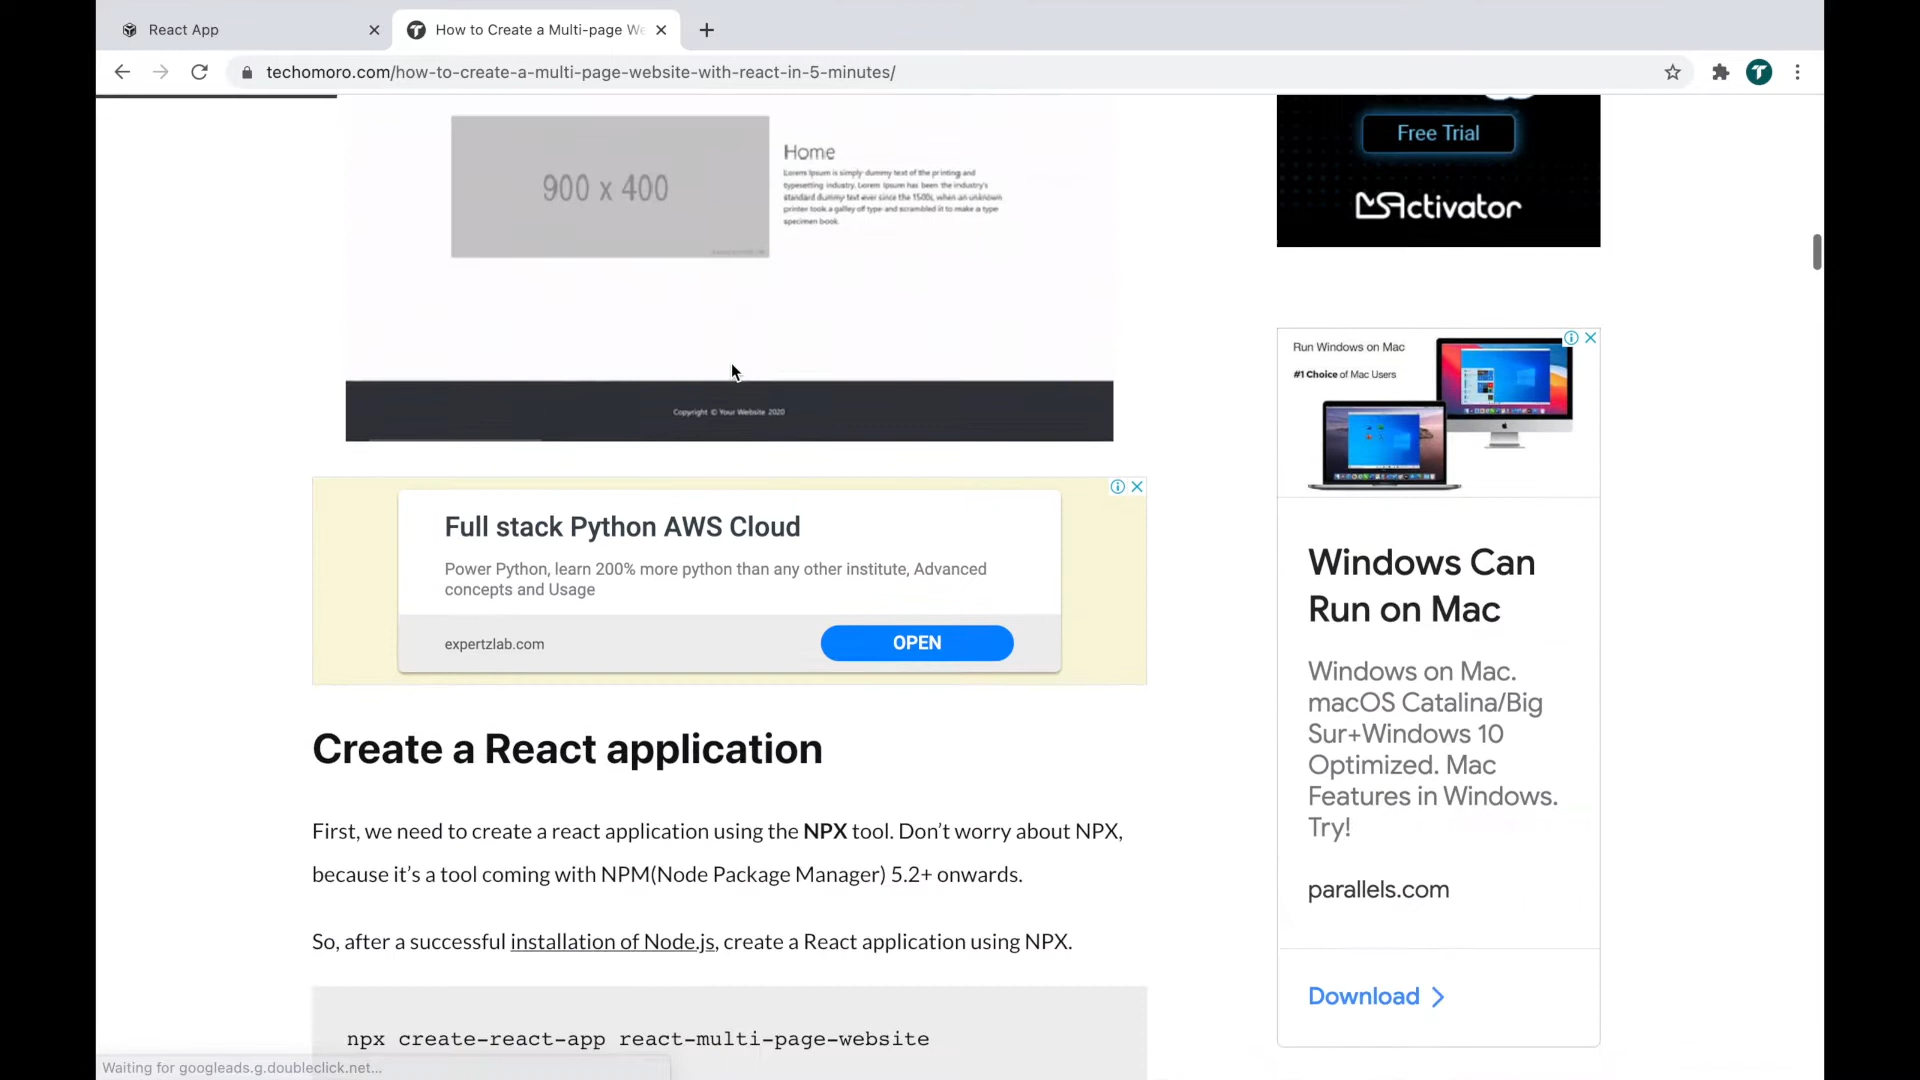 React App
How to Create a Multi-page We
techomoro.com/how-to-create-a-multi-page-website-with-react-in-5-minutes/
900 x 400
Home
Lorem Ipsum is simply dummy text of the printing and
typesetting industry. Lorem Ipsum has been the industry's
standard dummy text ever since the 1500s, when an unknown
printer took a galley of type and scrambled it to make a type
specimen book.
Copyright © Your Website 2020
Full stack Python AWS Cloud
Power Python, learn 200% more python than any other institute, Advanced
concepts and Usage
expertzlab.com
OPEN
Create a React application
First, we need to create a react application using the NPX tool. Don’t worry about NPX,
because it’s a tool coming with NPM(Node Package Manager) 5.2+ onwards.
So, after a successful installation of Node.js, create a React application using NPX.
npx create-react-app react-multi-page-website
Waiting for googleads.g.doubleclick.net...
Free Trial
MSActivator
Run Windows on Mac
#1 Choice of Mac Users
Windows Can
Run on Mac
Windows on Mac.
macOS Catalina/Big
Sur+Windows 10
Optimized. Mac
Features in Windows.
Try!
parallels.com
Download